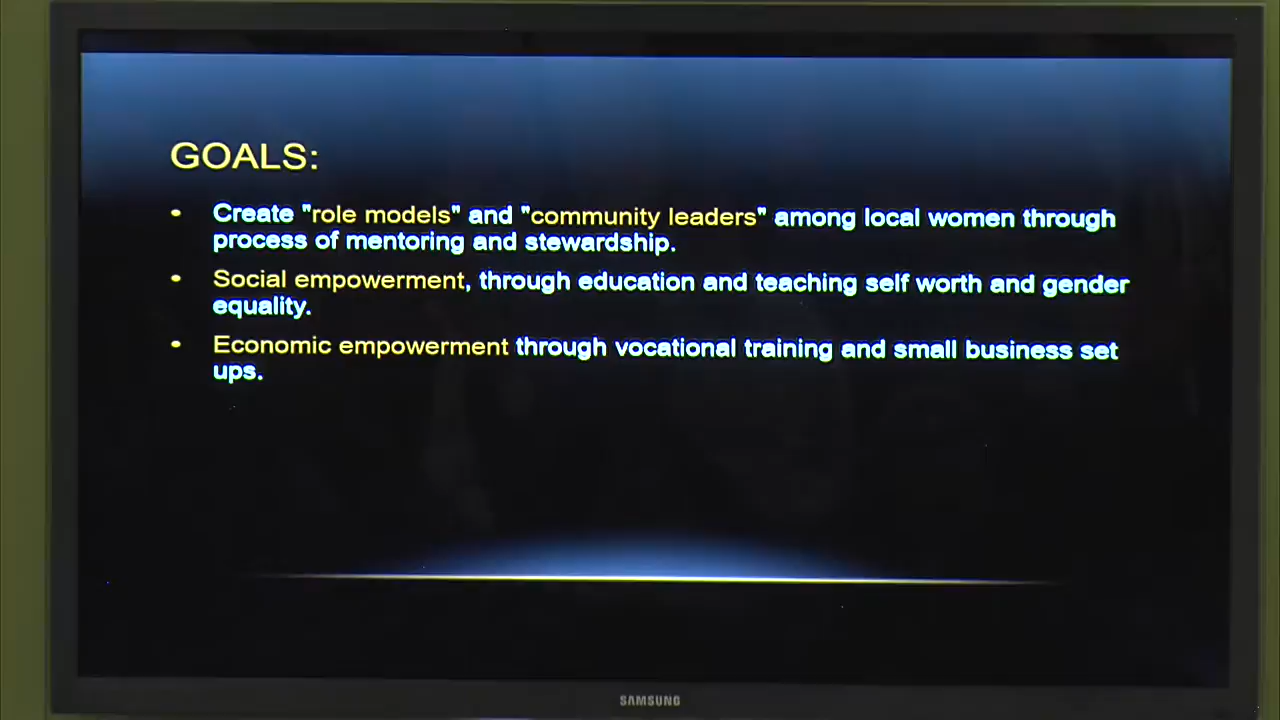 GOALS:
• Create "role models" and "community leaders" among local women through
process of mentoring and stewardship.
• Social empowerment, through education and teaching self worth and gender
equality.
• Economic empowerment through vocational training and small business set
ups.
SAMSUNG